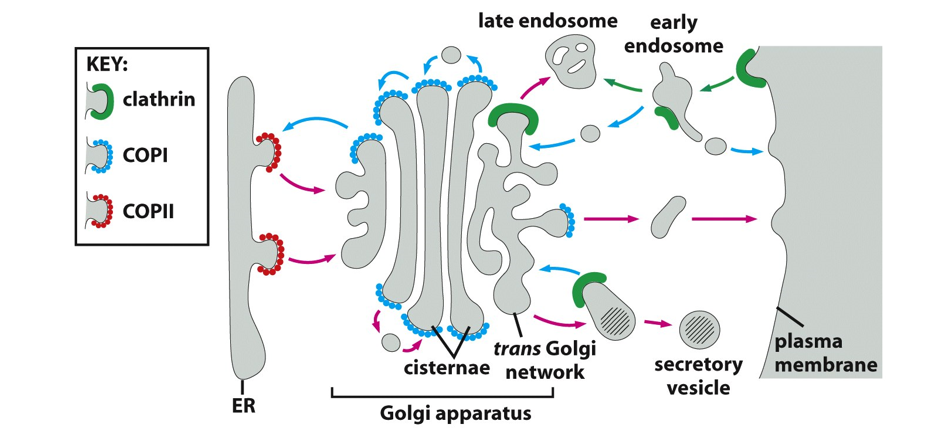 late endosome
early
endosome
KEY:
clathrin
COPI
COPII
cisternae
trans Golgi
network
secretory
vesicle
plasma
membrane
ER
Golgi apparatus